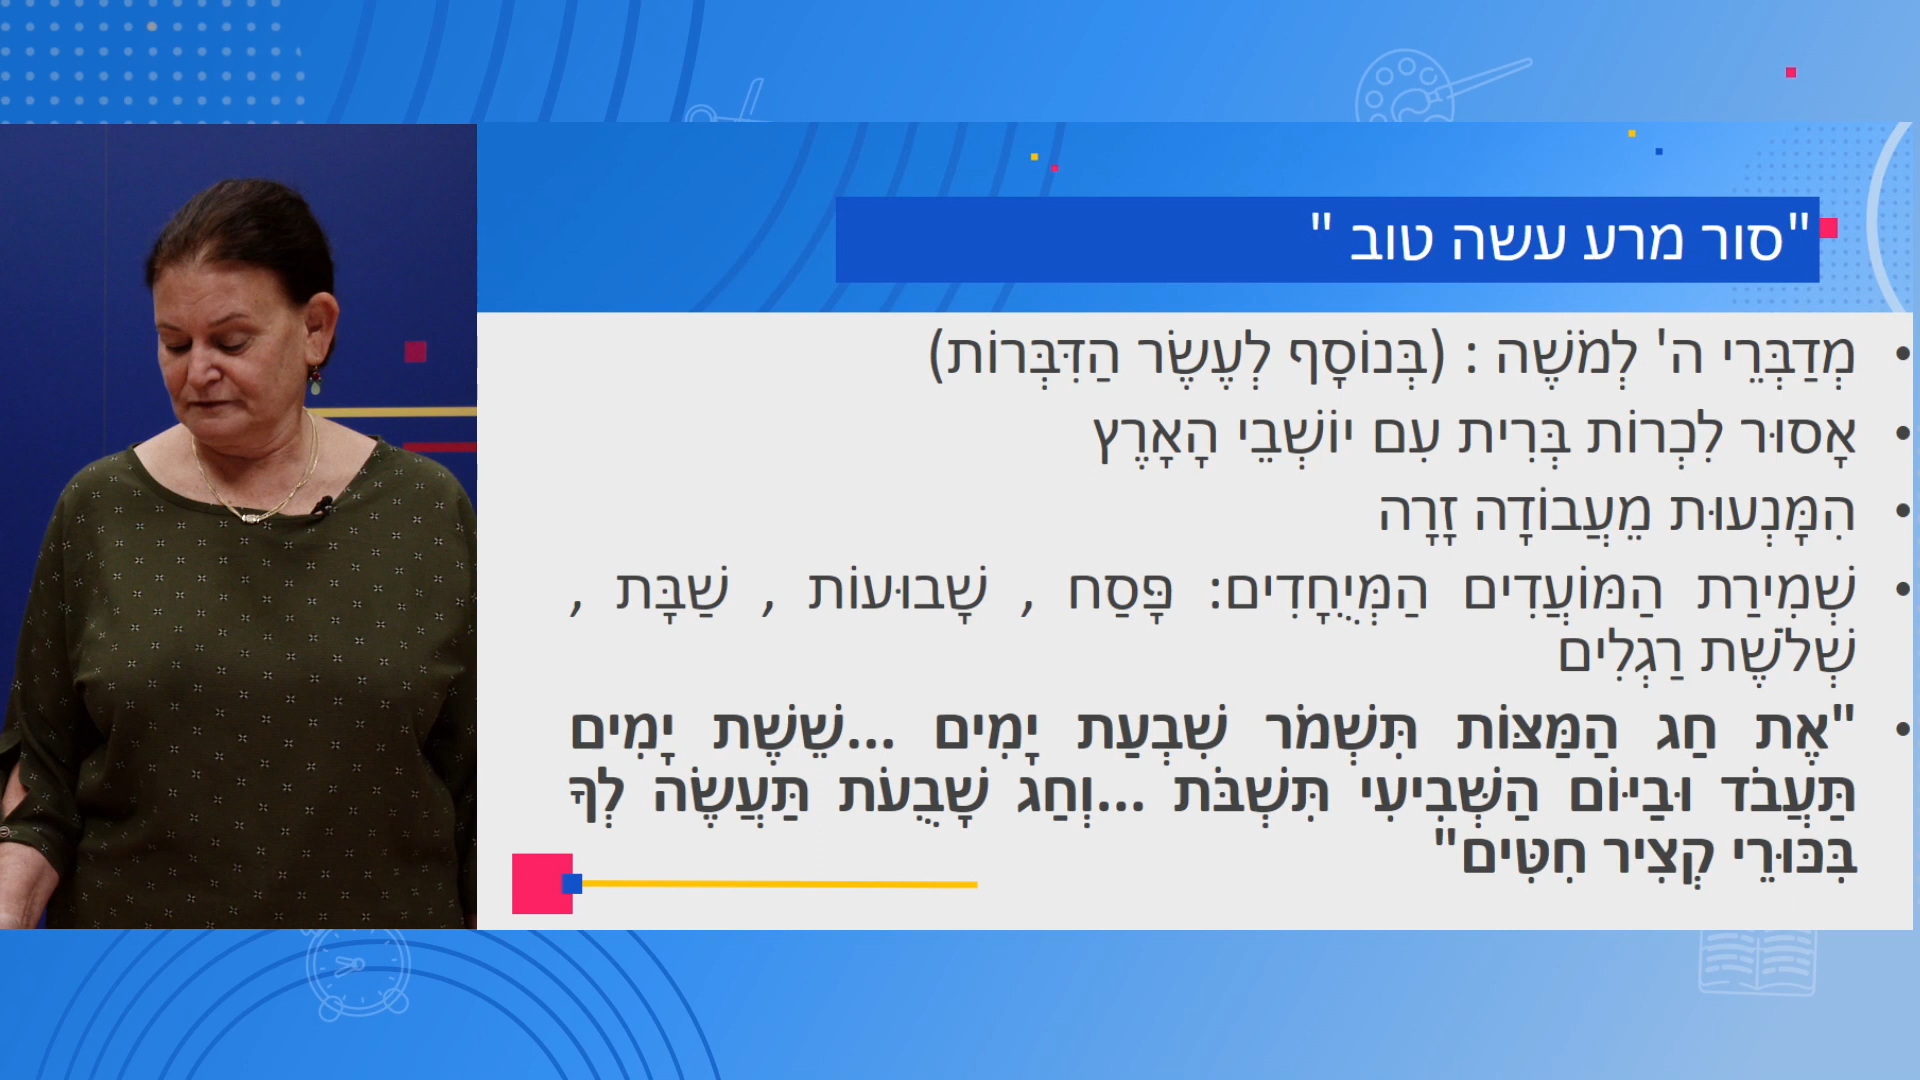 "סור מרע עשה טוב "
• מְדַבְּרֵי ה' לְמֹשֶׁה : (בְּנוֹסָף לְעֶשֶׂר הַדִּבְּרוֹת)
• אָסוּר לִכְרוֹת בְּרִית עִם יוֹשְׁבֵי הָאָרֶץ
• הִמָּנְעוּת מֵעֲבוֹדָה זָרָה
• שְׁמִירַת הַמּוֹעֲדִים הַמְּיֻחָדִים: פָּסַח , שָׁבוּעוֹת , שַׁבָּת ,
שְׁלֹשֶׁת רַגְלִים
• "אֶת חַג הַמַּצּוֹת תִּשְׁמֹר שִׁבְעַת יָמִים ...שֵׁשֶׁת יָמִים
תַּעֲבֹד וּבַיּוֹם הַשְּׁבִיעִי תִּשְׁבֹּת ...וְחַג שָׁבֻעֹת תַּעֲשֶׂה לְךָ
בִּכּוּרֵי קְצִיר חִטִּים"